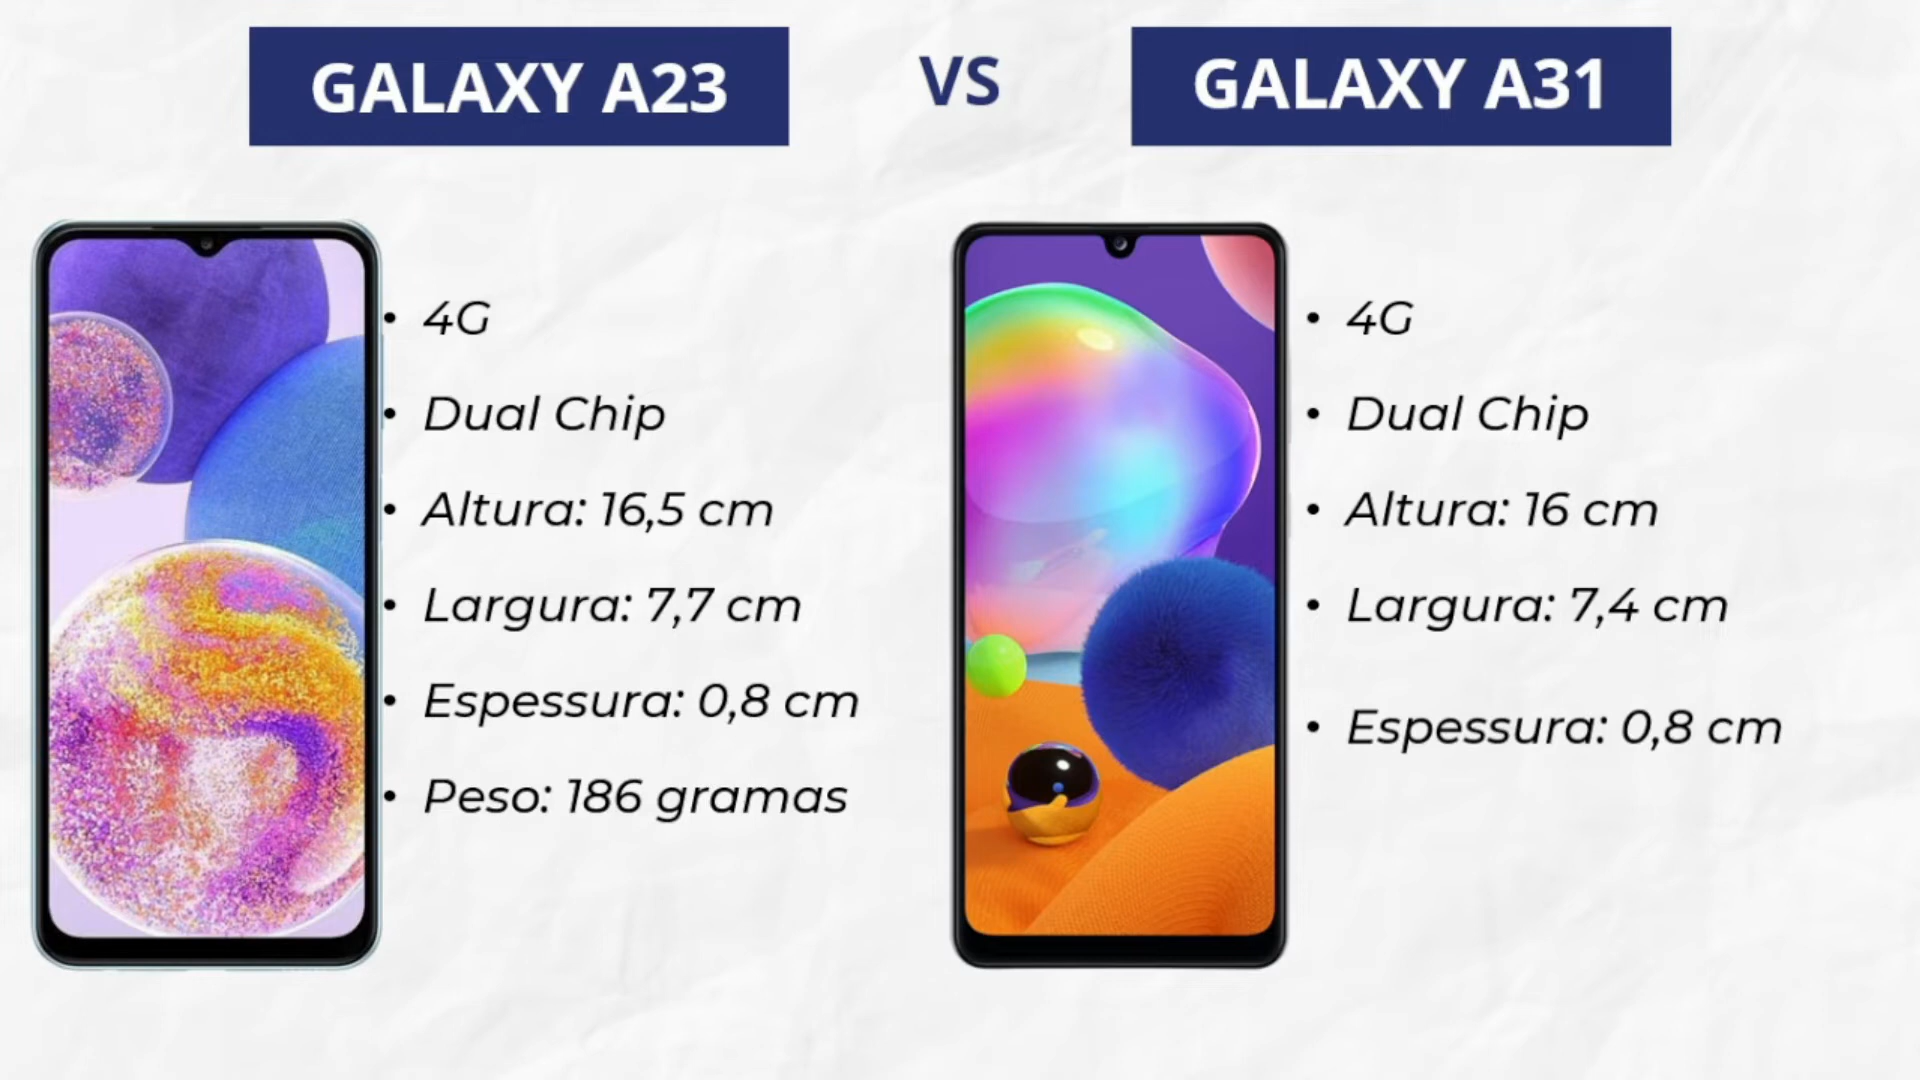 GALAXY A23
VS
GALAXY A31
• 4G
• Dual Chip
• Altura: 16,5 cm
• Largura: 7,7 cm
• Espessura: 0,8 cm
• Peso: 186 gramas
• 4G
• Dual Chip
• Altura: 16 cm
• Largura: 7,4 cm
• Espessura: 0,8 cm